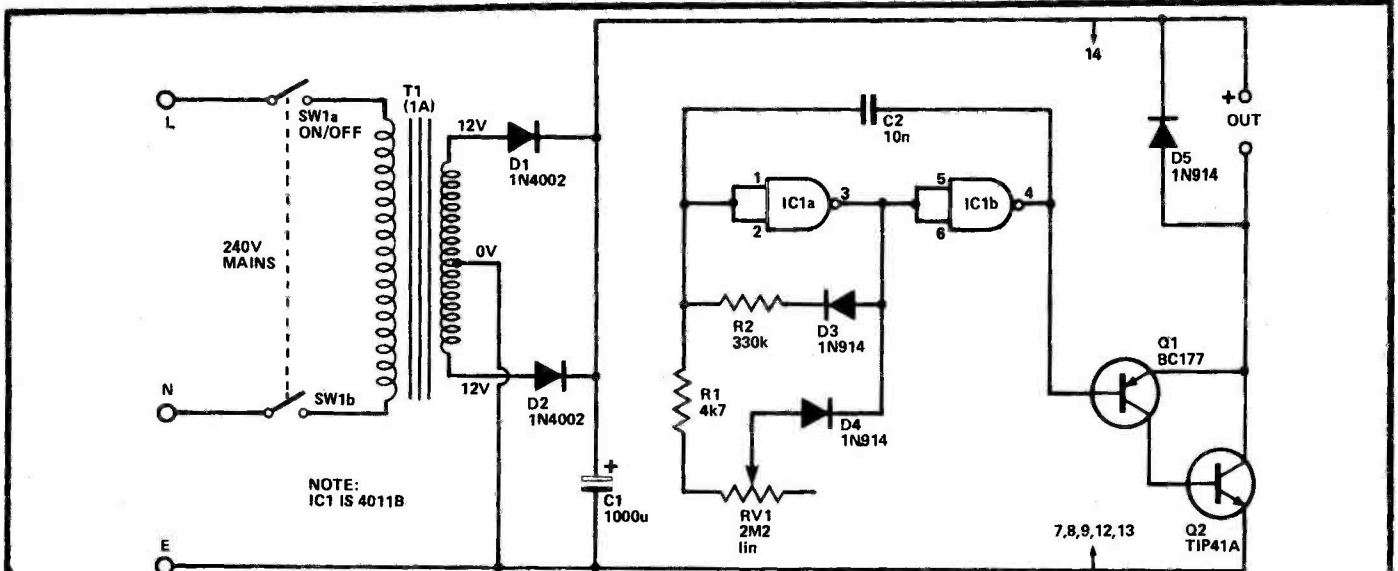 L
SW1a
ON/OFF
T1
(1A)
12V
D1
1N4002
240V
MAINS
0V
N
SW1b
12V
D2
1N4002
NOTE:
IC1 IS 4011B
+
C1
1000u
E
C2
10n
1
2
IC1a
3
5
6
IC1b
4
R2
330k
D3
1N914
R1
4k7
D4
1N914
RV1
2M2
lin
14
+
OUT
D5
1N914
Q1
BC177
7,8,9,12,13
Q2
TIP41A